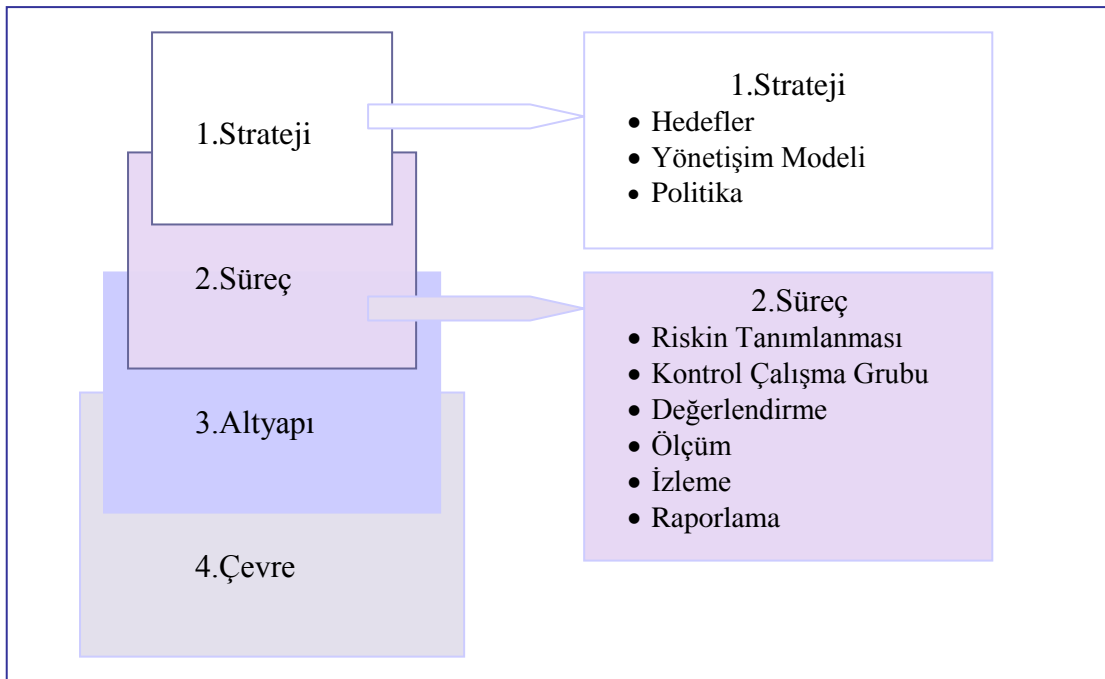 1.Strateji
2.Süreç
3.Altyapı
4.Çevre
1.Strateji
• Hedefler
• Yönetişim Modeli
• Politika
2.Süreç
• Riskin Tanımlanması
• Kontrol Çalışma Grubu
• Değerlendirme
• Ölçüm
• İzleme
• Raporlama